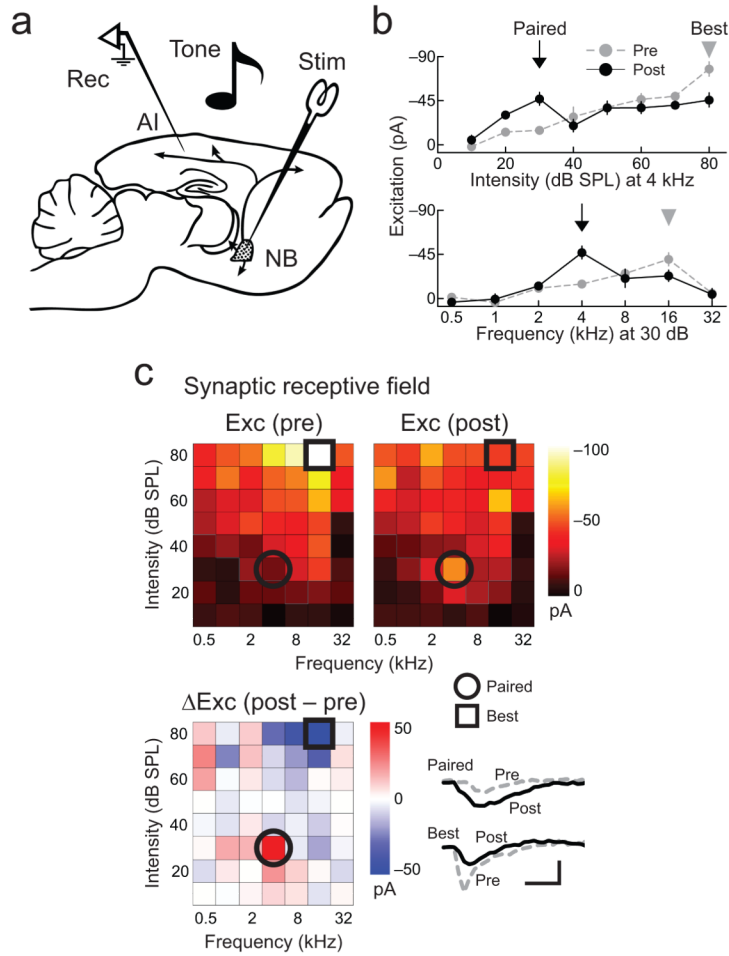 a
Rec
Tone
Stim
AI
NB
b
Paired
Pre
Post
Best
Excitation (pA)
−90
−45
0
20
40
60
80
Intensity (dB SPL) at 4 kHz
−90
−45
0
0.5
1
2
4
8
16
32
Frequency (kHz) at 30 dB
c
Synaptic receptive field
Exc (pre)
Exc (post)
Intensity (dB SPL)
80
60
40
20
0.5
2
8
32
0.5
2
8
32
Frequency (kHz)
−100
−50
0
pA
ΔExc (post – pre)
Intensity (dB SPL)
80
60
40
20
0.5
2
8
32
Frequency (kHz)
50
0
−50
pA
Paired
Best
Paired
Pre
Post
Best
Post
Pre